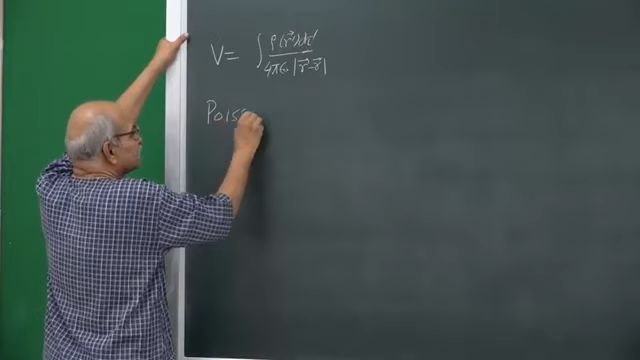 V = ∫ ρ(r⃗')dτ' / 4πε₀ |r⃗-r⃗'|
Poiss